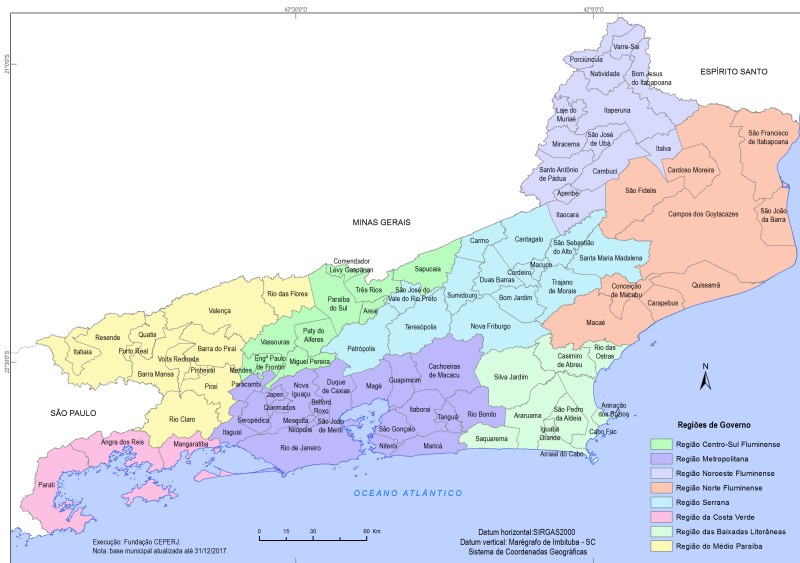 42°30'0"O
42°0'0"O
21°0'0"S
22°30'0"S
ESPÍRITO SANTO
MINAS GERAIS
SÃO PAULO
Varre-Sai
Porciúncula
Natividade
Bom Jesus
do Itabapoana
Laje do
Muriaé
Itaperuna
São José
de Ubá
Miracema
Italva
Santo Antônio
de Pádua
Cambuci
Aperibé
Itaocara
São Francisco
de Itabapoana
Cardoso Moreira
São Fidelis
Campos dos Goytacazes
São João
da Barra
Quissamã
Conceição
de Macabu
Carapebus
Macaé
Carmo
Cantagalo
São Sebastião
do Alto
Santa Maria Madalena
Macuco
Cordeiro
Duas Barras
Trajano
de Morais
Sumidouro
Bom Jardim
São José do
Vale do Rio Preto
Teresópolis
Nova Friburgo
Petrópolis
Comendador
Levy Gasparian
Sapucaia
Três Rios
Paraíba
do Sul
Areal
Paty do
Alferes
Vassouras
Engº Paulo
de Frontin
Miguel Pereira
Mendes
Rio das Flores
Valença
Resende
Quatis
Itatiaia
Porto Real
Barra do Piraí
Volta Redonda
Barra Mansa
Pinheiral
Piraí
Rio Claro
Paracambi
Japeri
Nova
Iguaçu
Duque
de Caxias
Queimados
Belford
Roxo
Seropédica
Mesquita
Nilópolis
São João
de Meriti
Itaguaí
Rio de Janeiro
Magé
Guapimirim
Cachoeiras
de Macacu
Itaboraí
Tanguá
Rio Bonito
São Gonçalo
Niterói
Maricá
Silva Jardim
Casimiro
de Abreu
Rio das
Ostras
Araruama
São Pedro
da Aldeia
Armação
dos Búzios
Iguaba
Grande
Cabo Frio
Saquarema
Arraial do Cabo
Angra dos Reis
Mangaratiba
Parati
OCEANO ATLÂNTICO
N
Regiões de Governo
Região Centro-Sul Fluminense
Região Metropolitana
Região Noroeste Fluminense
Região Norte Fluminense
Região Serrana
Região da Costa Verde
Região das Baixadas Litorâneas
Região do Médio Paraíba
Execução: Fundação CEPERJ.
Nota: base municipal atualizada até 31/12/2017.
0 15 30 60 Km
Datum horizontal:SIRGAS2000
Datum vertical: Marégrafo de Imbituba - SC
Sistema de Coordenadas Geográficas